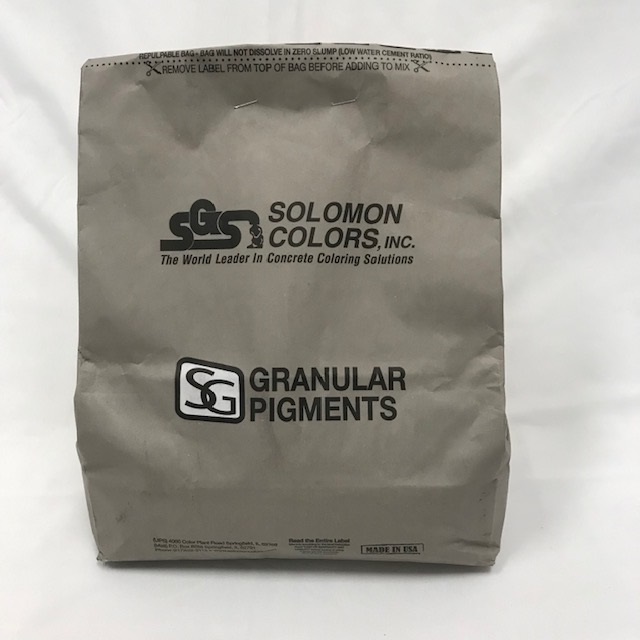 REPULPABLE BAG - BAG WILL NOT DISSOLVE IN ZERO SLUMP (LOW WATER CEMENT RATIO)
REMOVE LABEL FROM TOP OF BAG BEFORE ADDING TO MIX
SGS
SOLOMON
COLORS, INC.
The World Leader In Concrete Coloring Solutions
SG
GRANULAR
PIGMENTS
Read the Entire Label
MADE IN USA